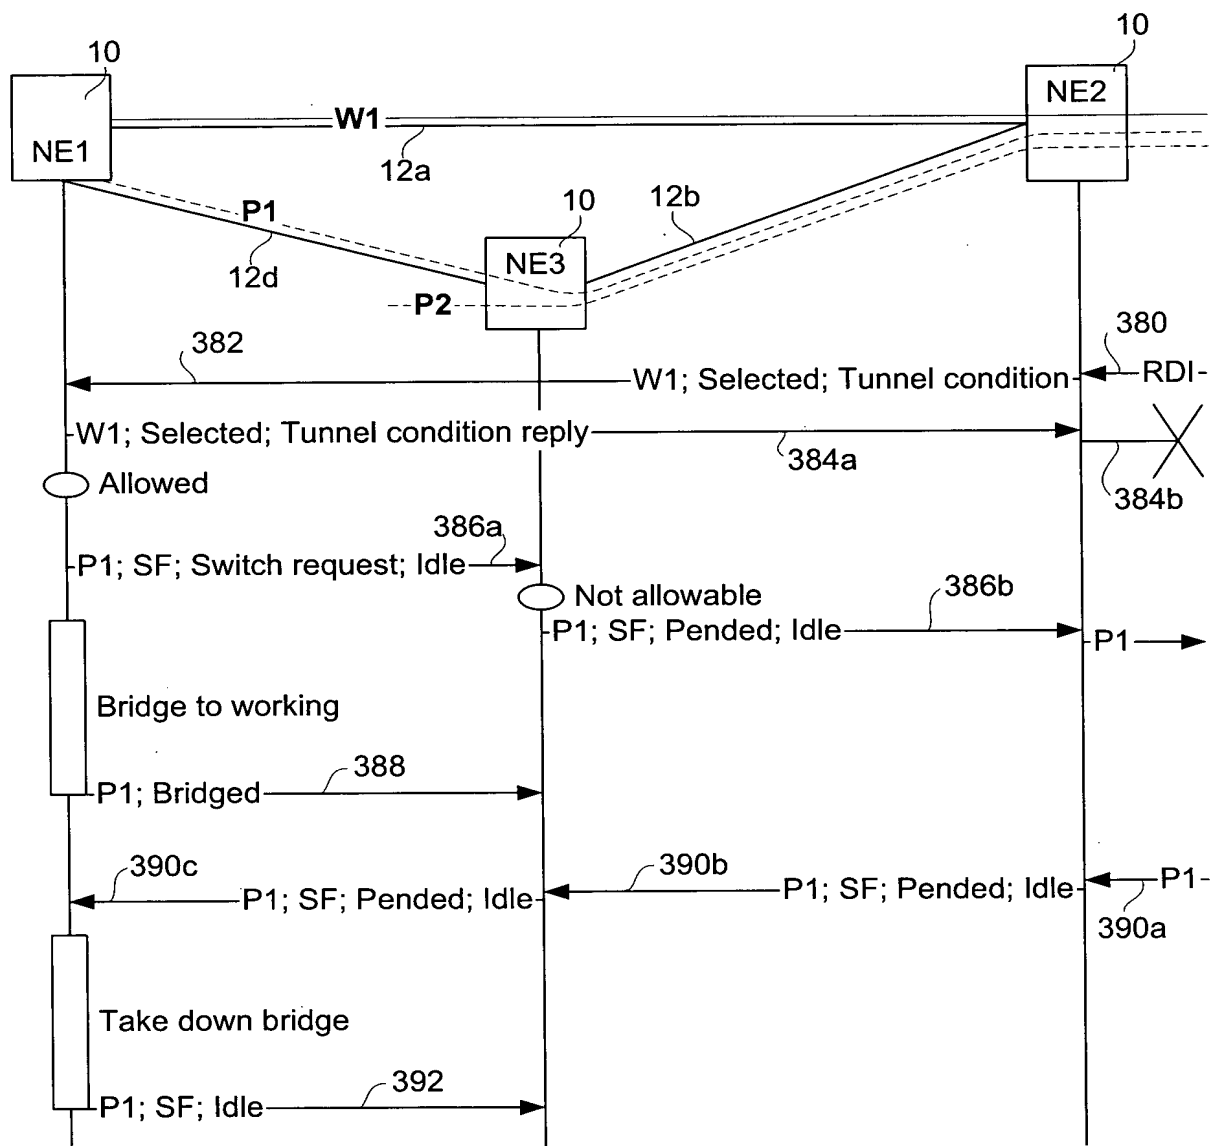 10
10
NE1
NE2
W1
12a
P1
12d
10
NE3
12b
P2
382
380
W1; Selected; Tunnel condition
RDI
W1; Selected; Tunnel condition reply
384a
384b
Allowed
386a
P1; SF; Switch request; Idle
Not allowable
386b
P1; SF; Pended; Idle
P1
Bridge to working
388
P1; Bridged
390c
390b
P1; SF; Pended; Idle
P1; SF; Pended; Idle
P1
390a
Take down bridge
392
P1; SF; Idle